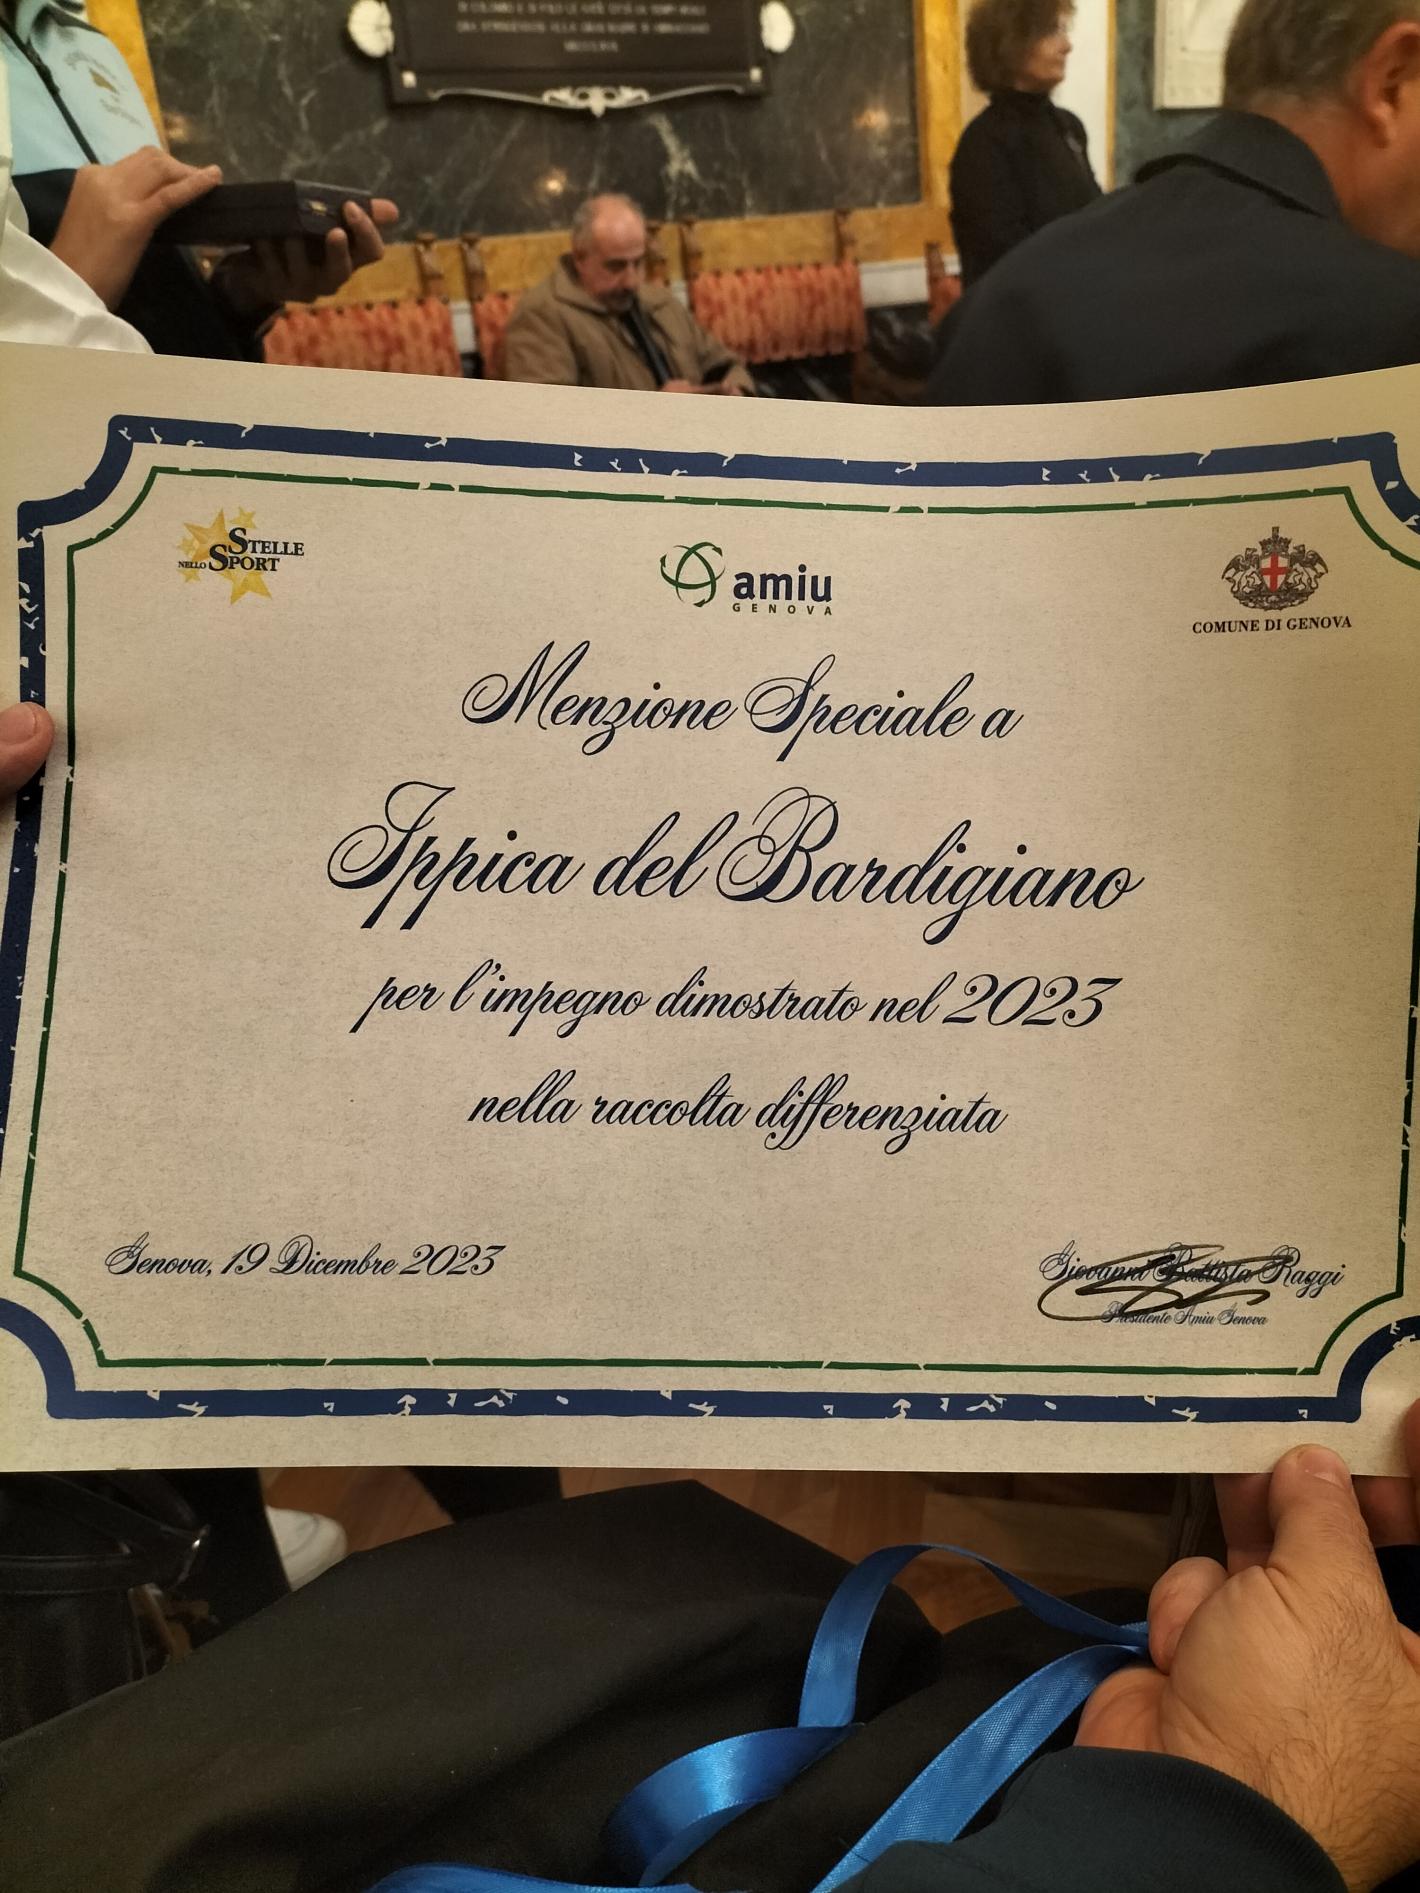 STELLE
NELLO SPORT
amiu
GENOVA
COMUNE DI GENOVA
Menzione Speciale a
Ippica del Bardigiano
per l'impegno dimostrato nel 2023
nella raccolta differenziata
Genova, 19 Dicembre 2023
Giovanni Battista Raggi
Presidente Amiu Genova